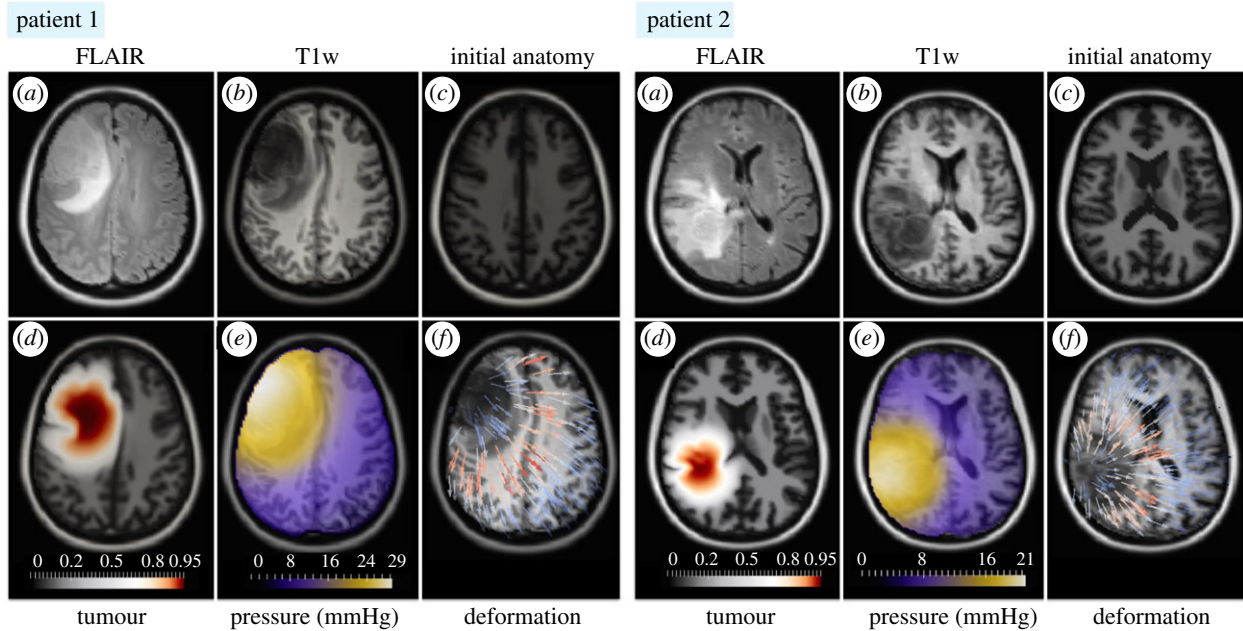 patient 1
patient 2
FLAIR T1w initial anatomy
FLAIR T1w initial anatomy
(a) (b) (c)
(a) (b) (c)
(d) (e) (f)
(d) (e) (f)
0 0.2 0.5 0.8 0.95
0 8 16 24 29
0 0.2 0.5 0.8 0.95
0 8 16 21
tumour pressure (mmHg) deformation
tumour pressure (mmHg) deformation